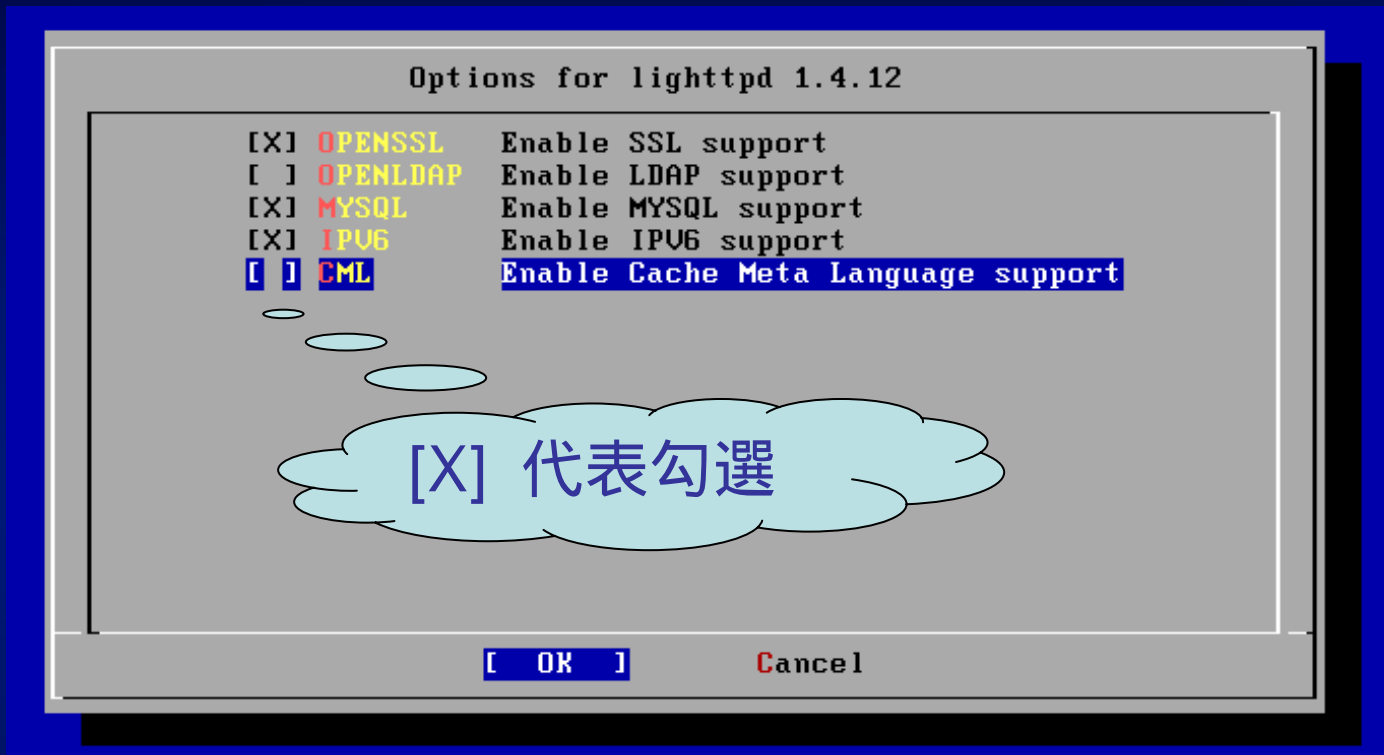 Options for lighttpd 1.4.12
[X] OPENSSL Enable SSL support
[ ] OPENLDAP Enable LDAP support
[X] MYSQL Enable MYSQL support
[X] IPV6 Enable IPV6 support
[ ] CML Enable Cache Meta Language support
[X] 代表勾選
[ OK ] Cancel